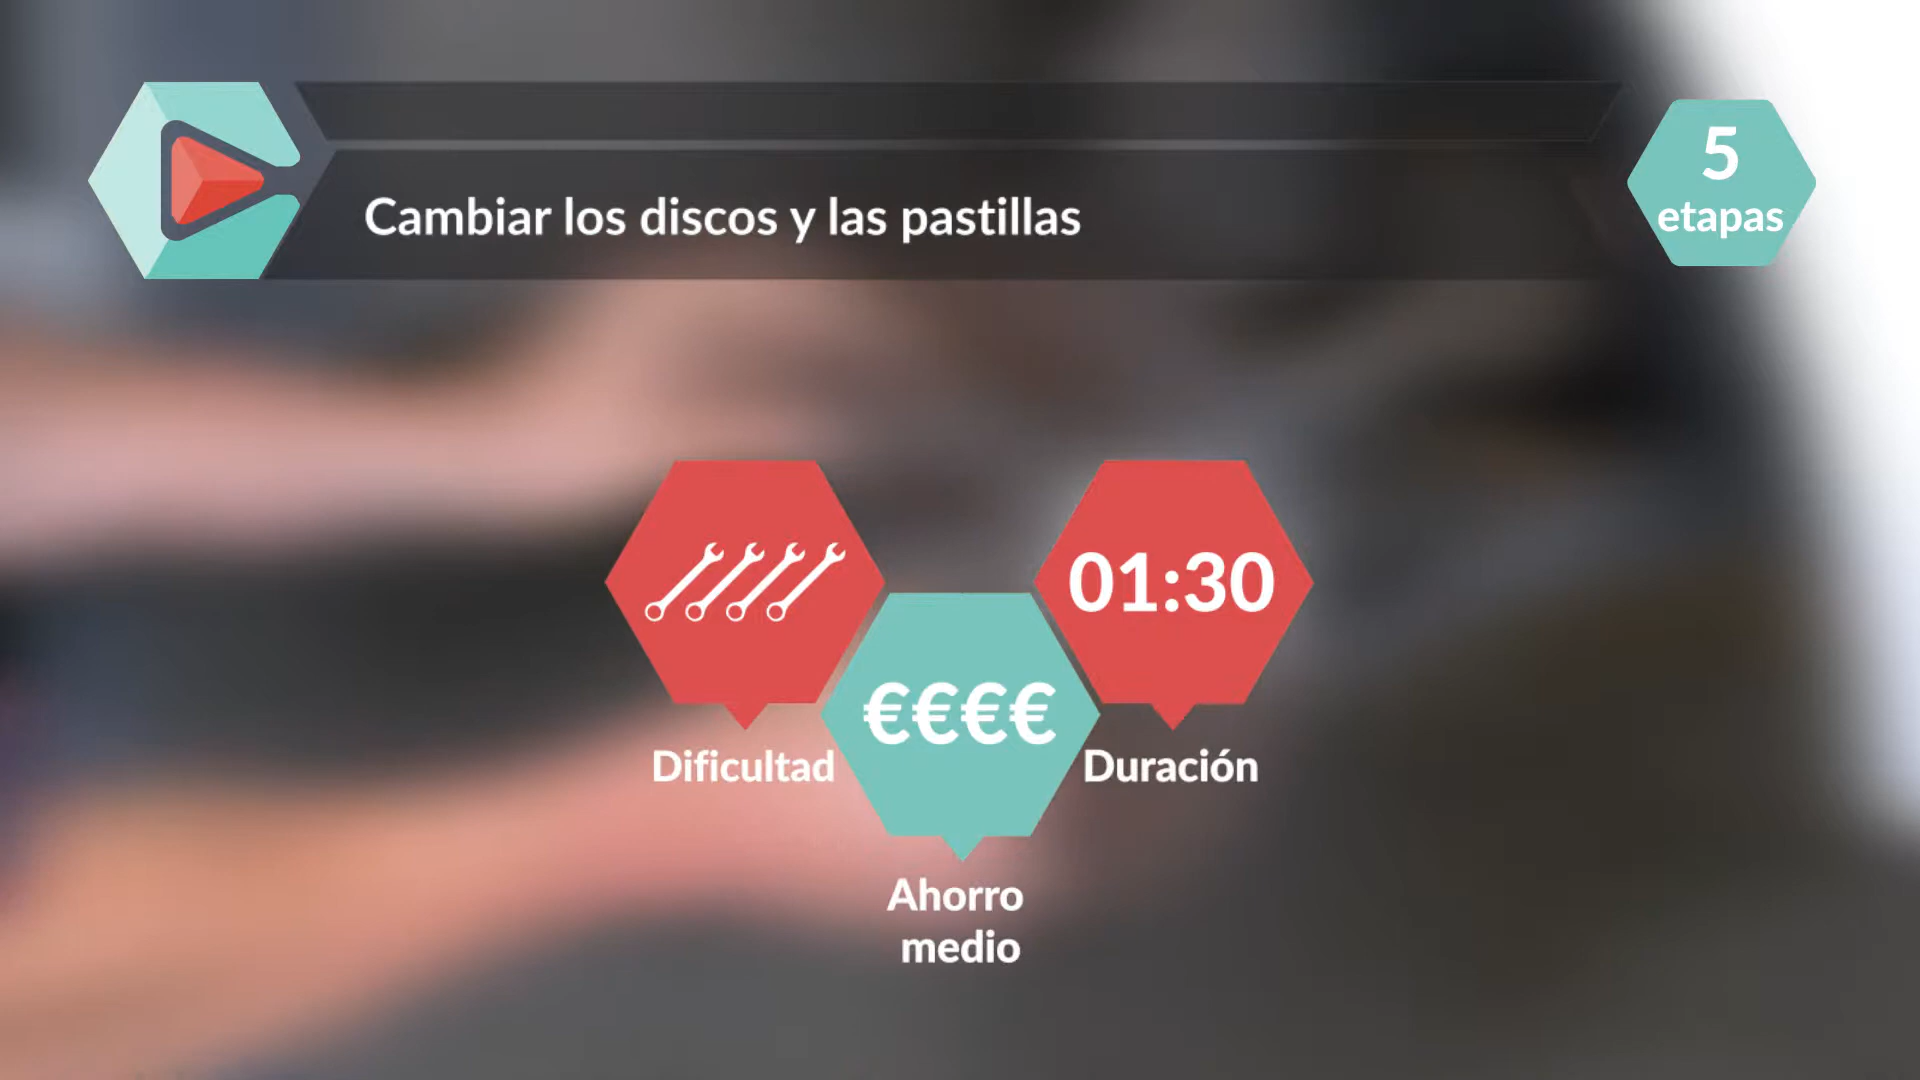 Cambiar los discos y las pastillas
5
etapas
01:30
€€€€
Dificultad
Duración
Ahorro
medio